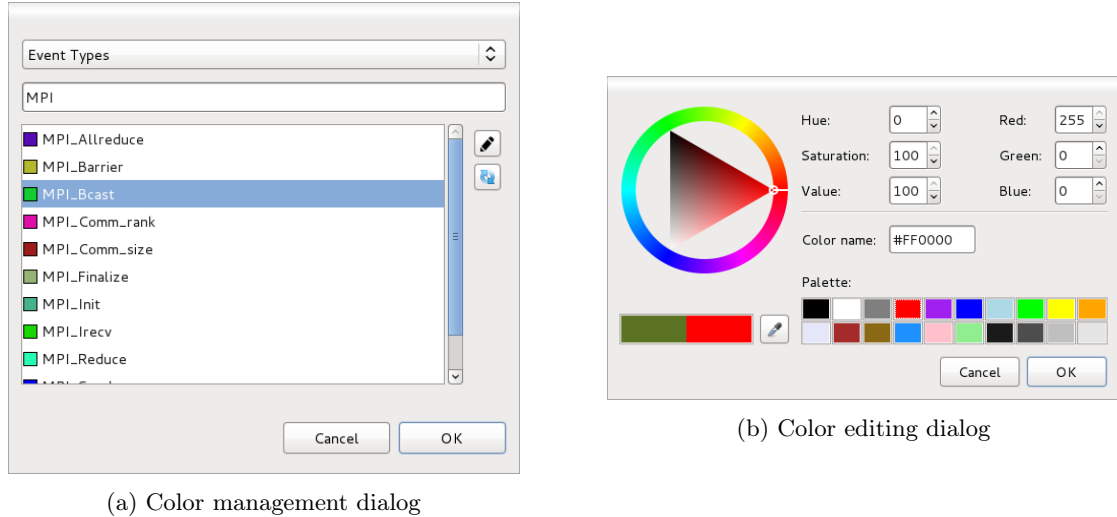 Event Types
MPI
MPI_Allreduce
MPI_Barrier
MPI_Bcast
MPI_Comm_rank
MPI_Comm_size
MPI_Finalize
MPI_Init
MPI_Irecv
MPI_Reduce
Cancel OK
(a) Color management dialog
Hue: 0 Red: 255
Saturation: 100 Green: 0
Value: 100 Blue: 0
Color name: #FF0000
Palette:
Cancel OK
(b) Color editing dialog